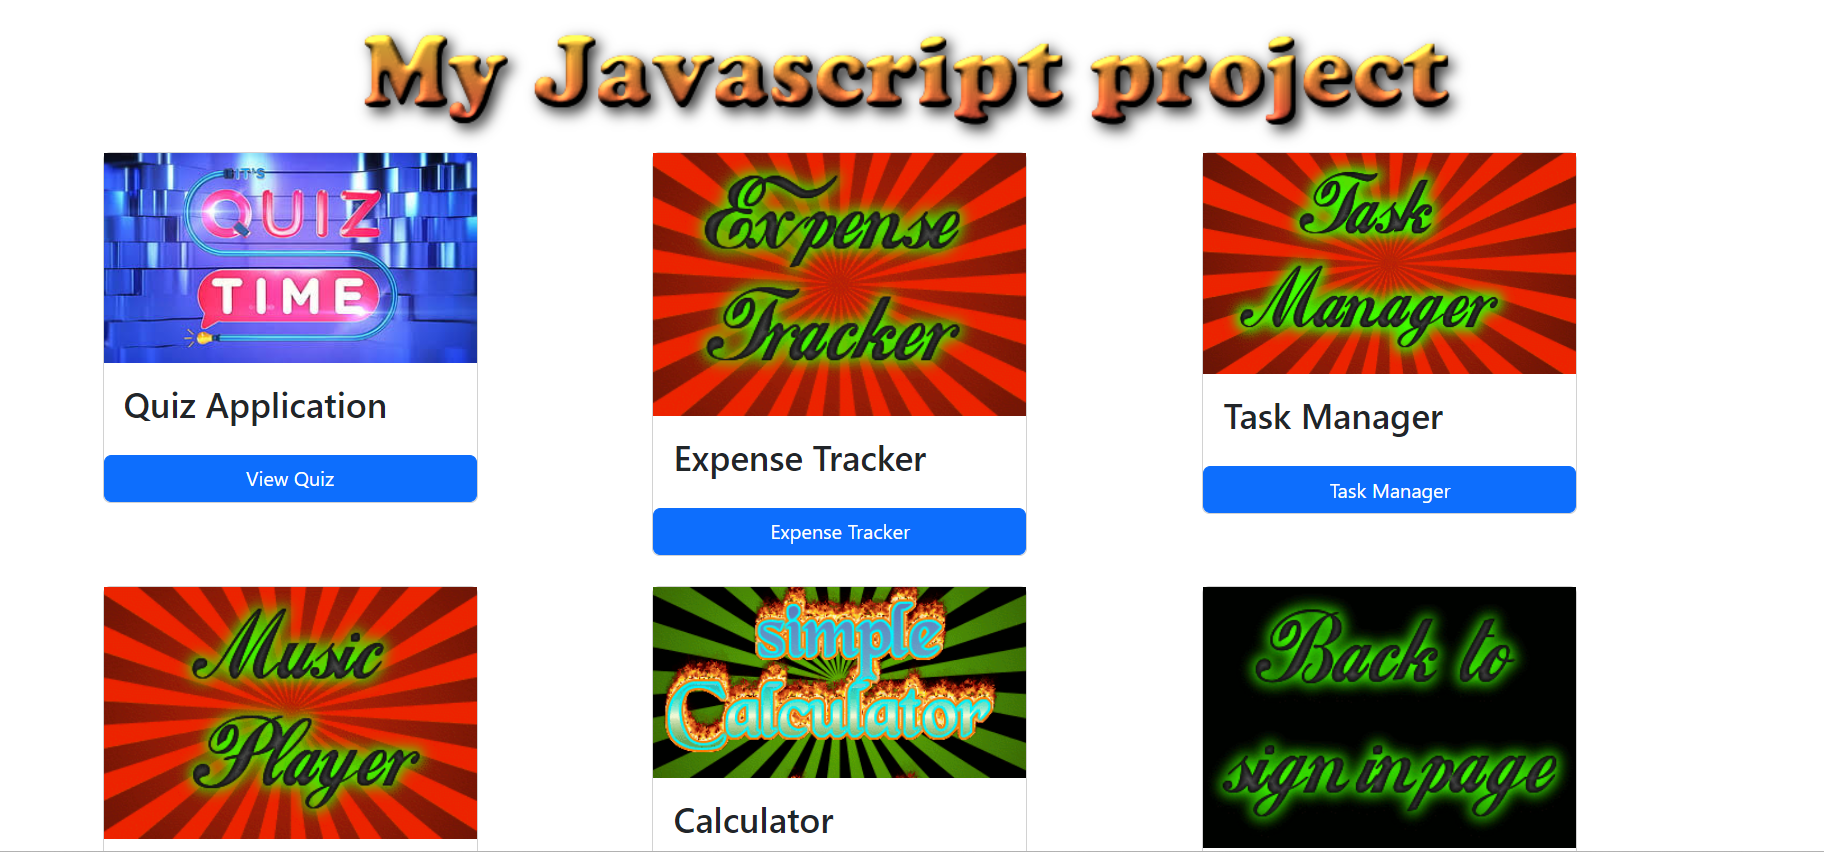 My Javascript project
IT'S
QUIZ
TIME
Quiz Application
View Quiz
Expense
Tracker
Expense Tracker
Expense Tracker
Task
Manager
Task Manager
Task Manager
Music
Player
simple
Calculator
Calculator
Back to
sign in page